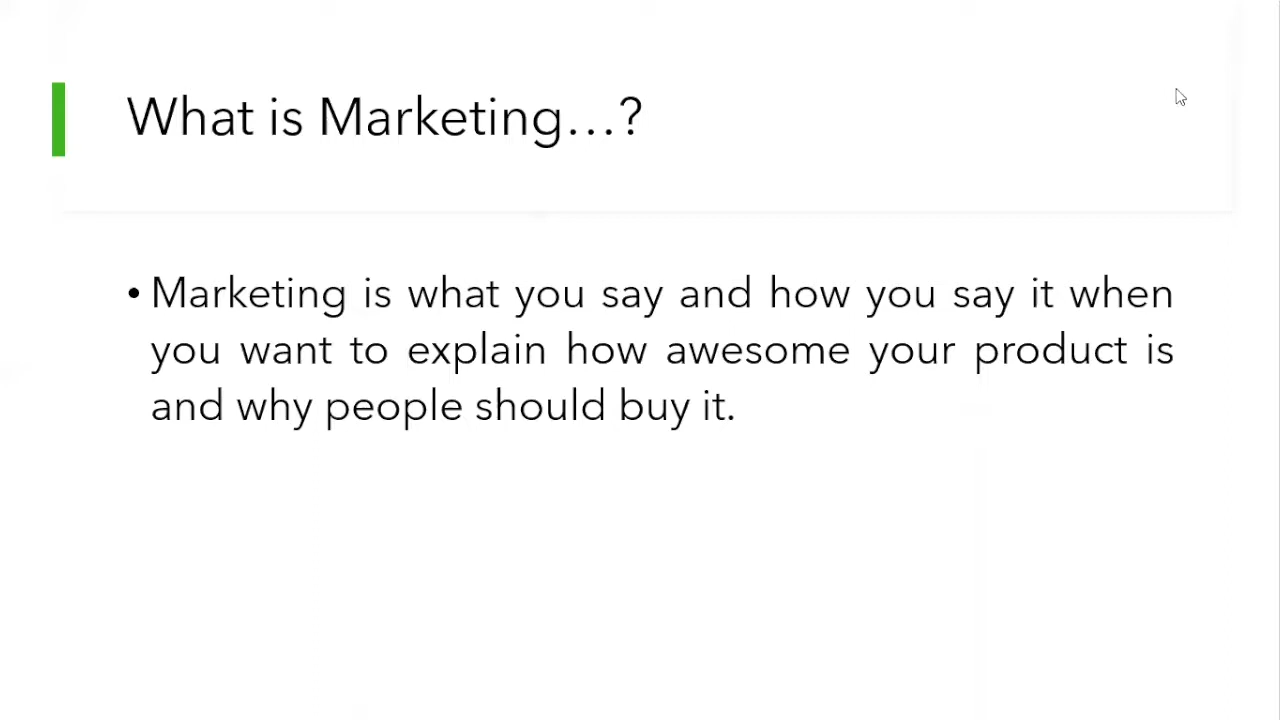 What is Marketing...?
• Marketing is what you say and how you say it when
you want to explain how awesome your product is
and why people should buy it.